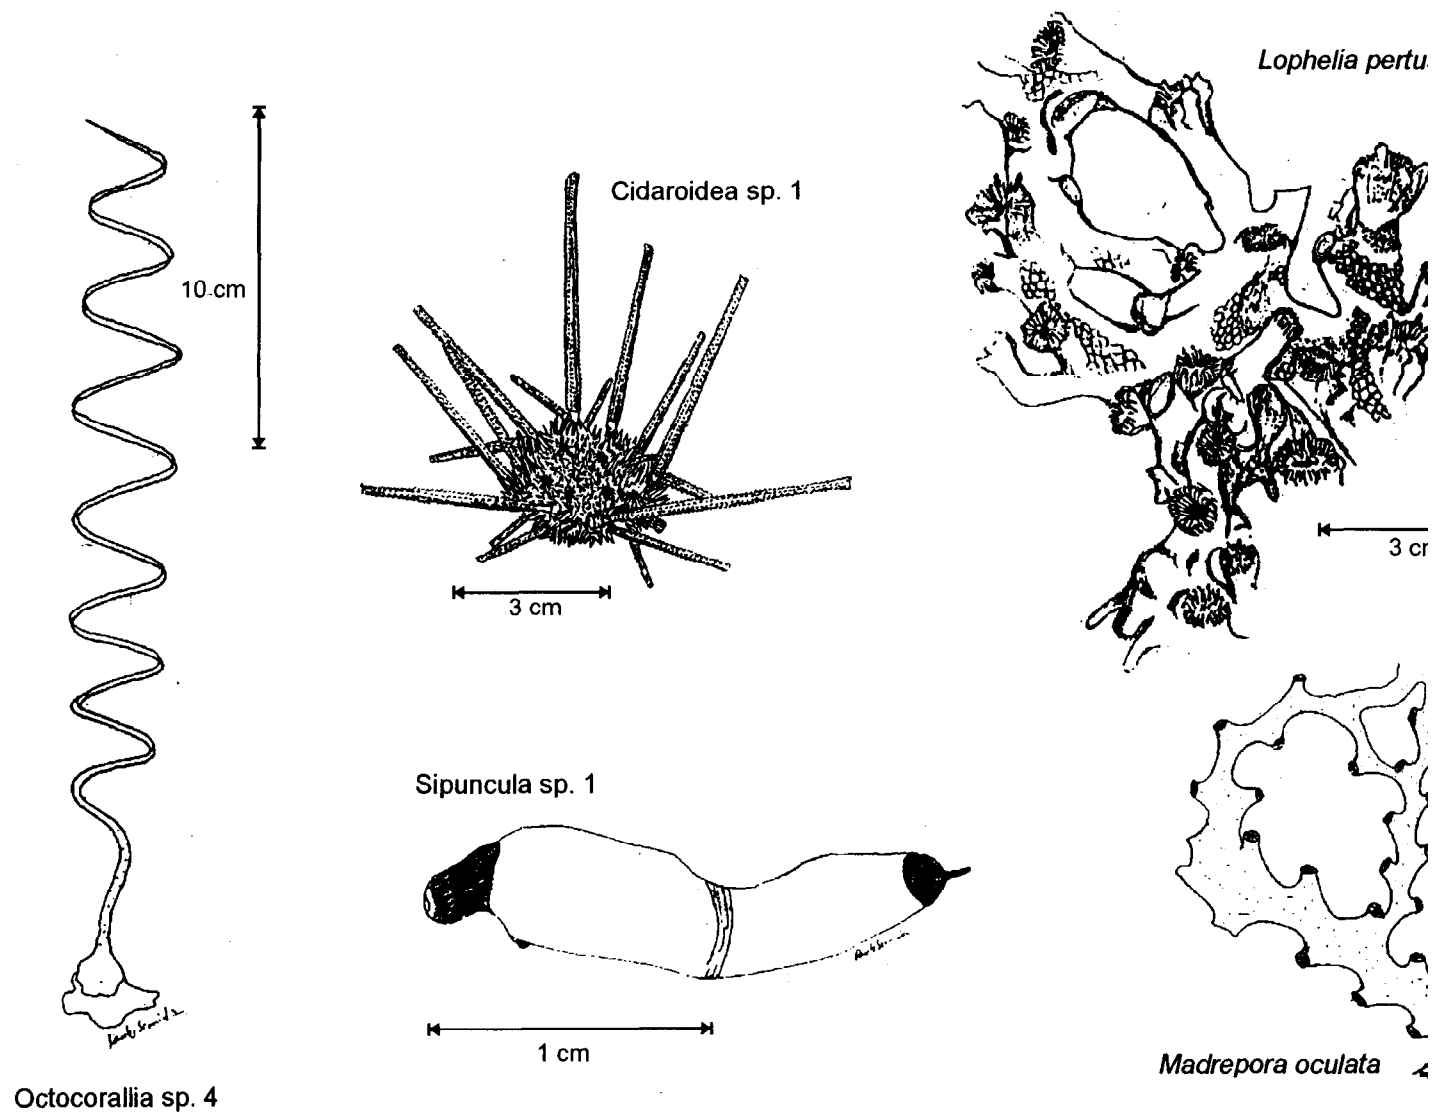 Lophelia pertu
Cidaroidea sp. 1
10 cm
3 cm
3 cm
Sipuncula sp. 1
1 cm
Madrepora oculata
Octocorallia sp. 4